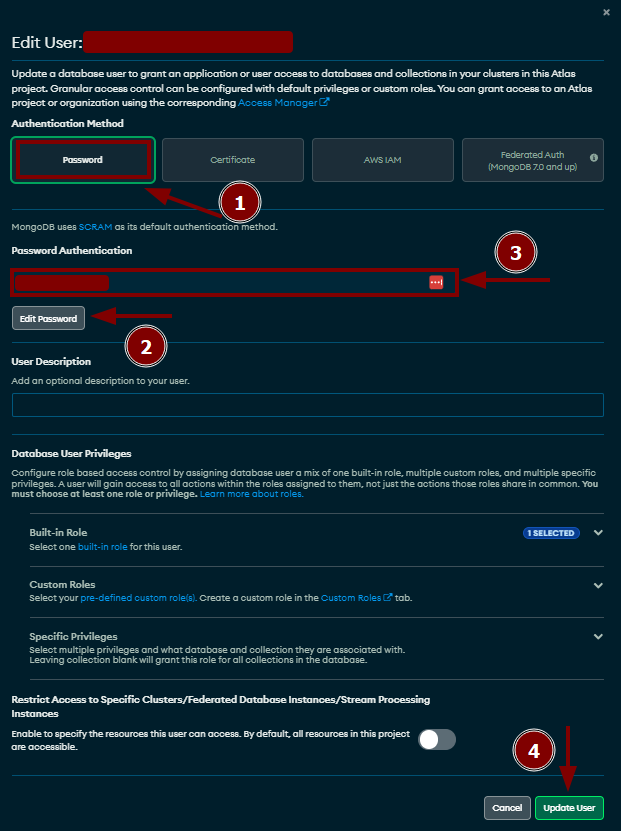 Edit User:
Update a database user to grant an application or user access to databases and collections in your clusters in this Atlas
project. Granular access control can be configured with default privileges or custom roles. You can grant access to an Atlas
project or organization using the corresponding Access Manager
Authentication Method
Password
Certificate
AWS IAM
Federated Auth
(MongoDB 7.0 and up)
1
MongoDB uses SCRAM as its default authentication method.
Password Authentication
3
Edit Password
2
User Description
Add an optional description to your user.
Database User Privileges
Configure role based access control by assigning database user a mix of one built-in role, multiple custom roles, and multiple specific
privileges. A user will gain access to all actions within the roles assigned to them, not just the actions those roles share in common. You
must choose at least one role or privilege. Learn more about roles.
Built-in Role
1 SELECTED
Select one built-in role for this user.
Custom Roles
Select your pre-defined custom role(s). Create a custom role in the Custom Roles tab.
Specific Privileges
Select multiple privileges and what database and collection they are associated with.
Leaving collection blank will grant this role for all collections in the database.
Restrict Access to Specific Clusters/Federated Database Instances/Stream Processing
Instances
Enable to specify the resources this user can access. By default, all resources in this project
are accessible.
4
Cancel
Update User